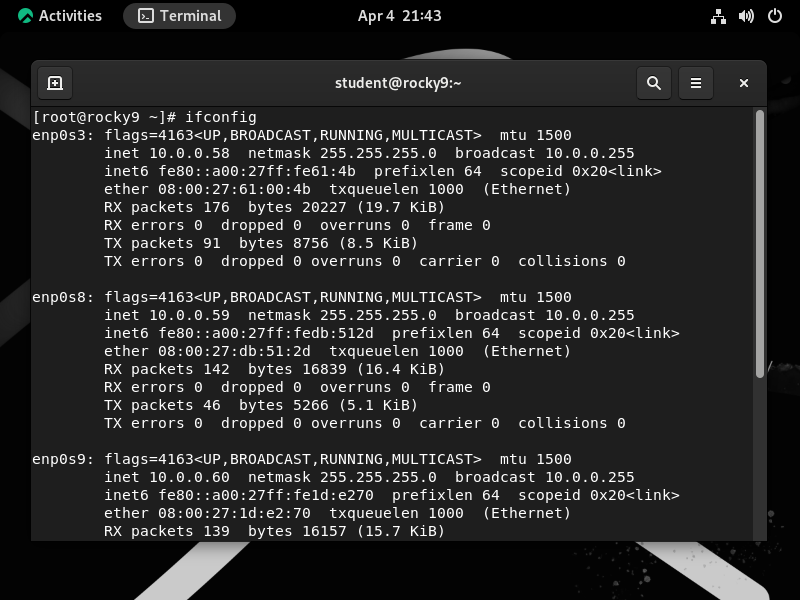 Activities
Terminal
Apr 4 21:43
student@rocky9:~
[root@rocky9 ~]# ifconfig
enp0s3: flags=4163<UP,BROADCAST,RUNNING,MULTICAST>  mtu 1500
        inet 10.0.0.58  netmask 255.255.255.0  broadcast 10.0.0.255
        inet6 fe80::a00:27ff:fe61:4b  prefixlen 64  scopeid 0x20<link>
        ether 08:00:27:61:00:4b  txqueuelen 1000  (Ethernet)
        RX packets 176  bytes 20227 (19.7 KiB)
        RX errors 0  dropped 0  overruns 0  frame 0
        TX packets 91  bytes 8756 (8.5 KiB)
        TX errors 0  dropped 0 overruns 0  carrier 0  collisions 0
enp0s8: flags=4163<UP,BROADCAST,RUNNING,MULTICAST>  mtu 1500
        inet 10.0.0.59  netmask 255.255.255.0  broadcast 10.0.0.255
        inet6 fe80::a00:27ff:fedb:512d  prefixlen 64  scopeid 0x20<link>
        ether 08:00:27:db:51:2d  txqueuelen 1000  (Ethernet)
        RX packets 142  bytes 16839 (16.4 KiB)
        RX errors 0  dropped 0  overruns 0  frame 0
        TX packets 46  bytes 5266 (5.1 KiB)
        TX errors 0  dropped 0 overruns 0  carrier 0  collisions 0
enp0s9: flags=4163<UP,BROADCAST,RUNNING,MULTICAST>  mtu 1500
        inet 10.0.0.60  netmask 255.255.255.0  broadcast 10.0.0.255
        inet6 fe80::a00:27ff:fe1d:e270  prefixlen 64  scopeid 0x20<link>
        ether 08:00:27:1d:e2:70  txqueuelen 1000  (Ethernet)
        RX packets 139  bytes 16157 (15.7 KiB)